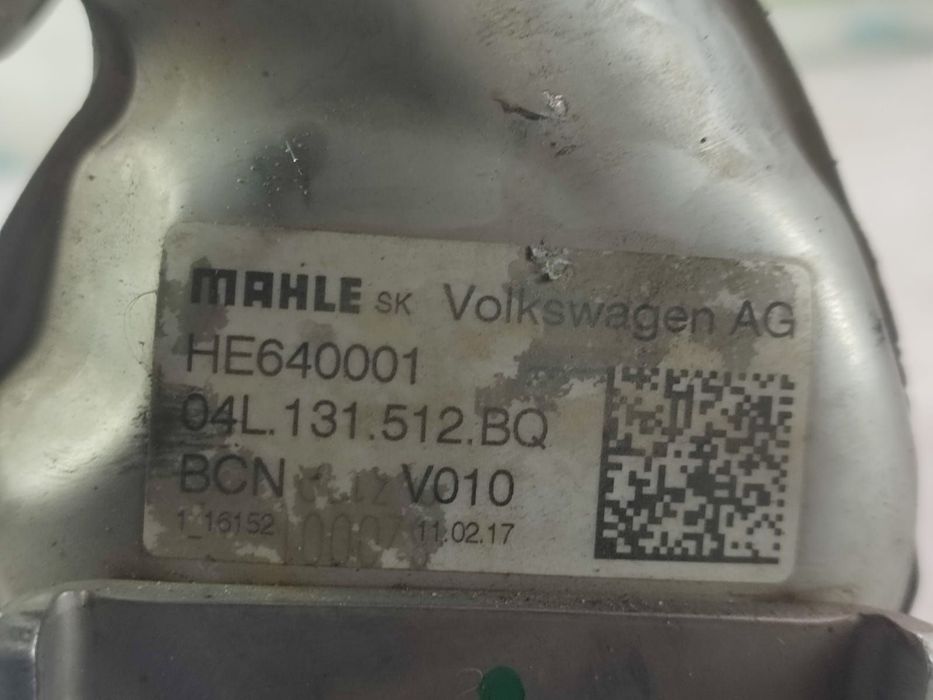 MAHLE SK Volkswagen AG
HE640001
04L.131.512.BQ
BCN V010
1_16152 11.02.17